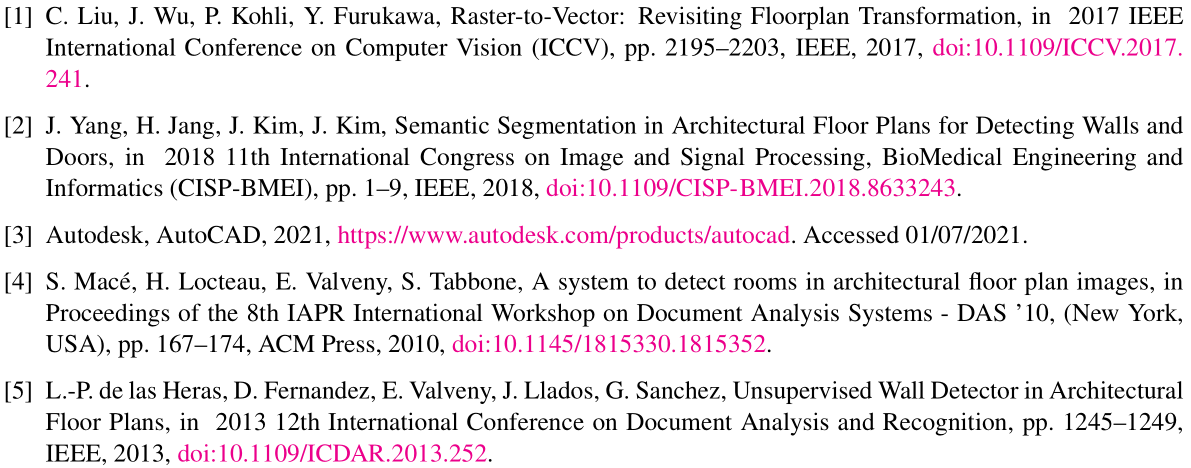 [1] C. Liu, J. Wu, P. Kohli, Y. Furukawa, Raster-to-Vector: Revisiting Floorplan Transformation, in 2017 IEEE
International Conference on Computer Vision (ICCV), pp. 2195–2203, IEEE, 2017, doi:10.1109/ICCV.2017.
241.
[2] J. Yang, H. Jang, J. Kim, J. Kim, Semantic Segmentation in Architectural Floor Plans for Detecting Walls and
Doors, in 2018 11th International Congress on Image and Signal Processing, BioMedical Engineering and
Informatics (CISP-BMEI), pp. 1–9, IEEE, 2018, doi:10.1109/CISP-BMEI.2018.8633243.
[3] Autodesk, AutoCAD, 2021, https://www.autodesk.com/products/autocad. Accessed 01/07/2021.
[4] S. Macé, H. Locteau, E. Valveny, S. Tabbone, A system to detect rooms in architectural floor plan images, in
Proceedings of the 8th IAPR International Workshop on Document Analysis Systems - DAS ’10, (New York,
USA), pp. 167–174, ACM Press, 2010, doi:10.1145/1815330.1815352.
[5] L.-P. de las Heras, D. Fernandez, E. Valveny, J. Llados, G. Sanchez, Unsupervised Wall Detector in Architectural
Floor Plans, in 2013 12th International Conference on Document Analysis and Recognition, pp. 1245–1249,
IEEE, 2013, doi:10.1109/ICDAR.2013.252.